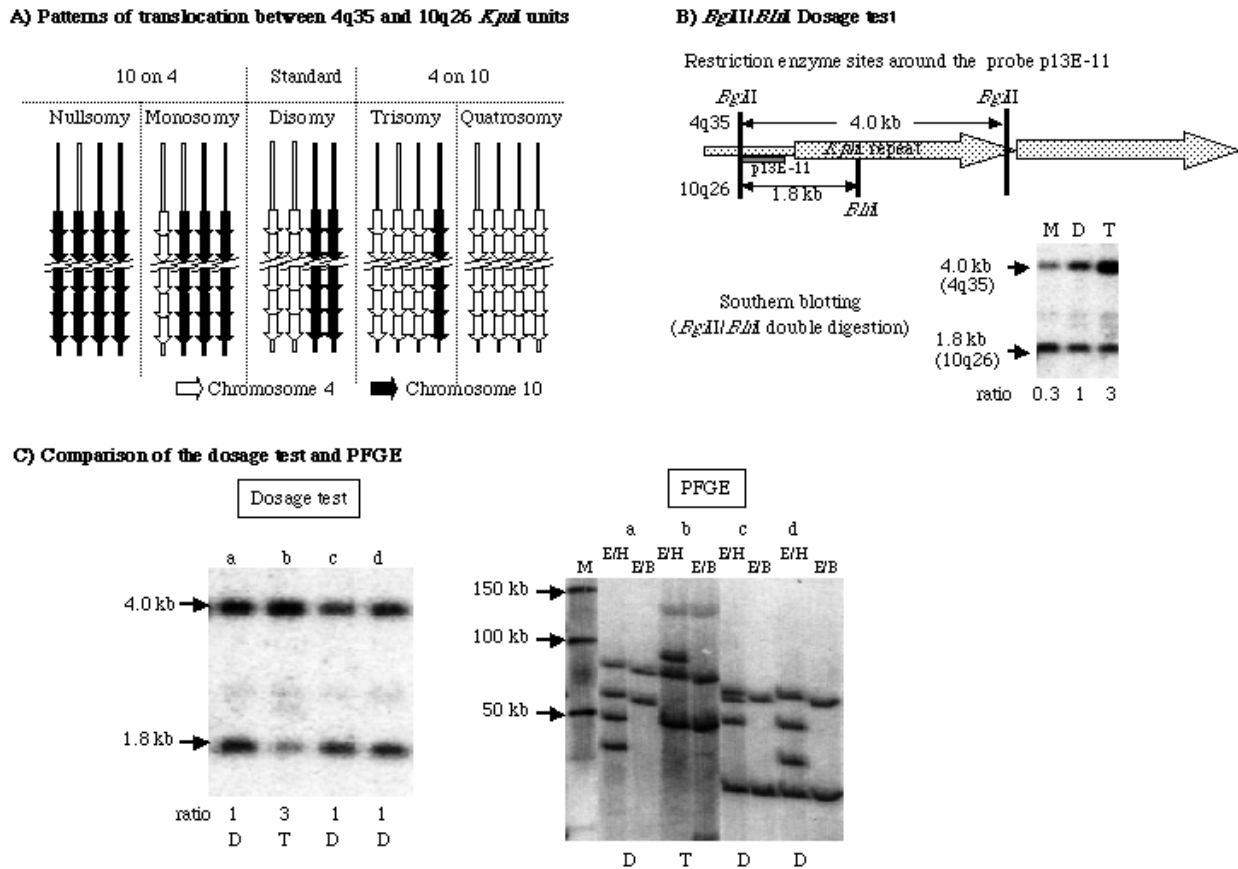 A) Patterns of translocation between 4q35 and 10q26 KpnI units
10 on 4 Standard 4 on 10
Nullsomy Monosomy Disomy Trisomy Quatrosomy
Chromosome 4 Chromosome 10
B) BglII/BlnI Dosage test
Restriction enzyme sites around the probe p13E-11
BglII BglII
4q35 4.0 kb
KpnI repeat
p13E-11
10q26 1.8 kb
BlnI
M D T
4.0 kb
(4q35)
Southern blotting
(BglII/BlnI double digestion)
1.8 kb
(10q26)
ratio 0.3 1 3
C) Comparison of the dosage test and PFGE
Dosage test
a b c d
4.0 kb
1.8 kb
ratio 1 3 1 1
D T D D
PFGE
a b c d
M E/H E/B E/H E/B E/H E/B E/H E/B
150 kb
100 kb
50 kb
D T D D